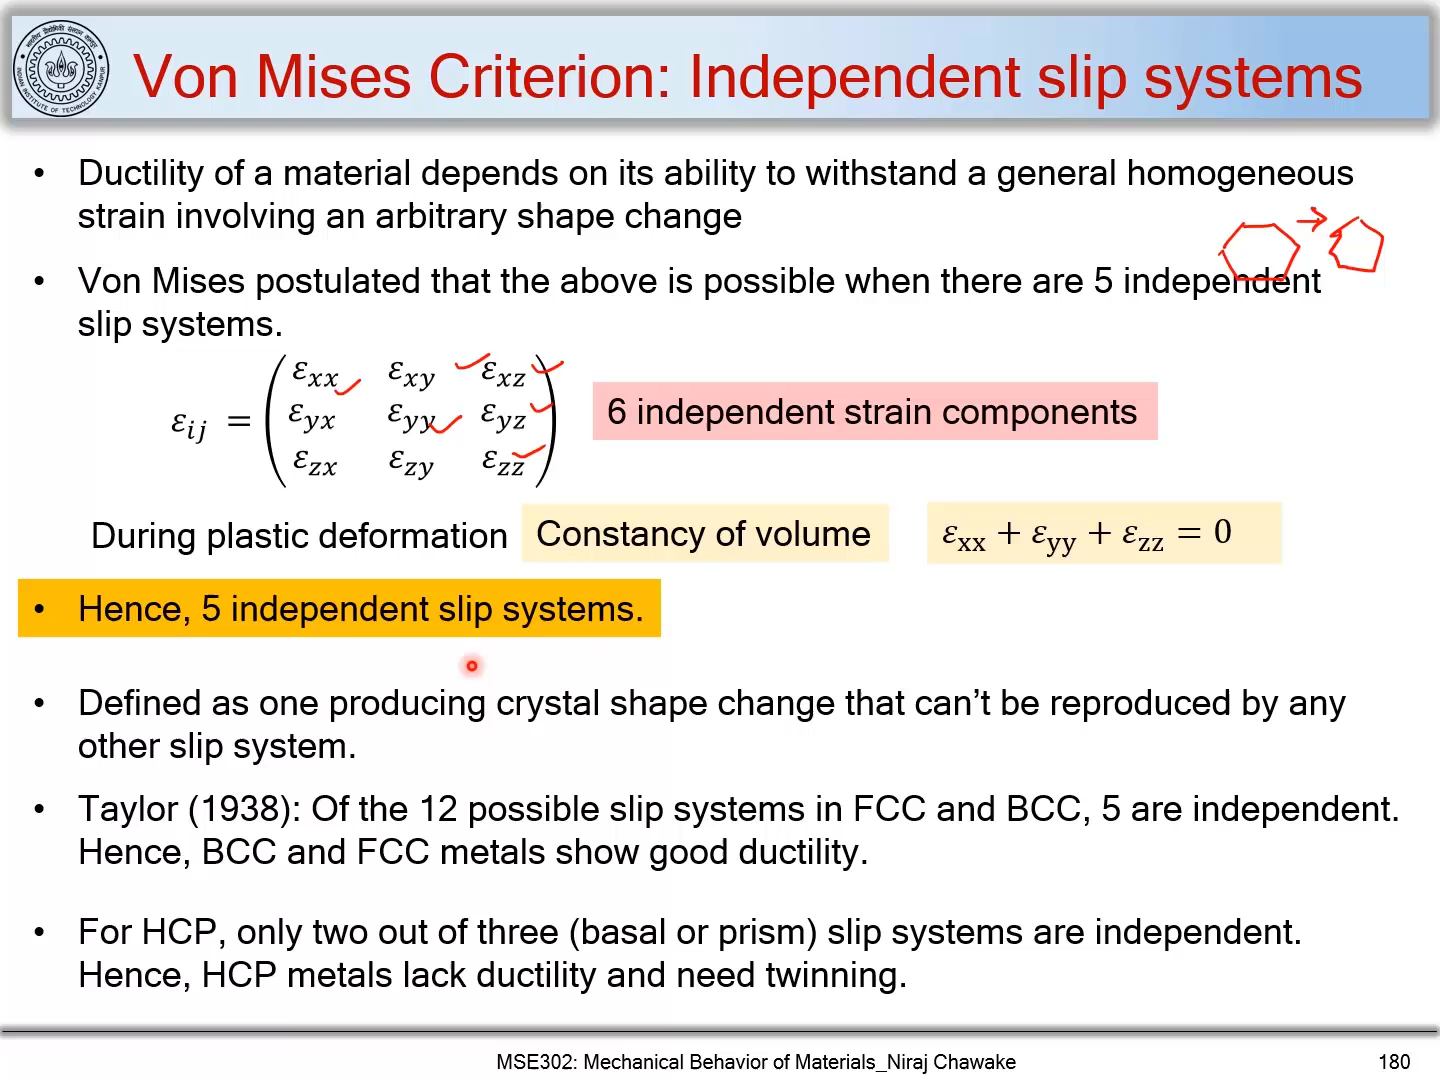 Von Mises Criterion: Independent slip systems
• Ductility of a material depends on its ability to withstand a general homogeneous
strain involving an arbitrary shape change
• Von Mises postulated that the above is possible when there are 5 independent
slip systems.
εxx εxy εxz
εij = εyx εyy εyz
εzx εzy εzz
6 independent strain components
During plastic deformation Constancy of volume εxx + εyy + εzz = 0
• Hence, 5 independent slip systems.
• Defined as one producing crystal shape change that can’t be reproduced by any
other slip system.
• Taylor (1938): Of the 12 possible slip systems in FCC and BCC, 5 are independent.
Hence, BCC and FCC metals show good ductility.
• For HCP, only two out of three (basal or prism) slip systems are independent.
Hence, HCP metals lack ductility and need twinning.
MSE302: Mechanical Behavior of Materials_Niraj Chawake 180